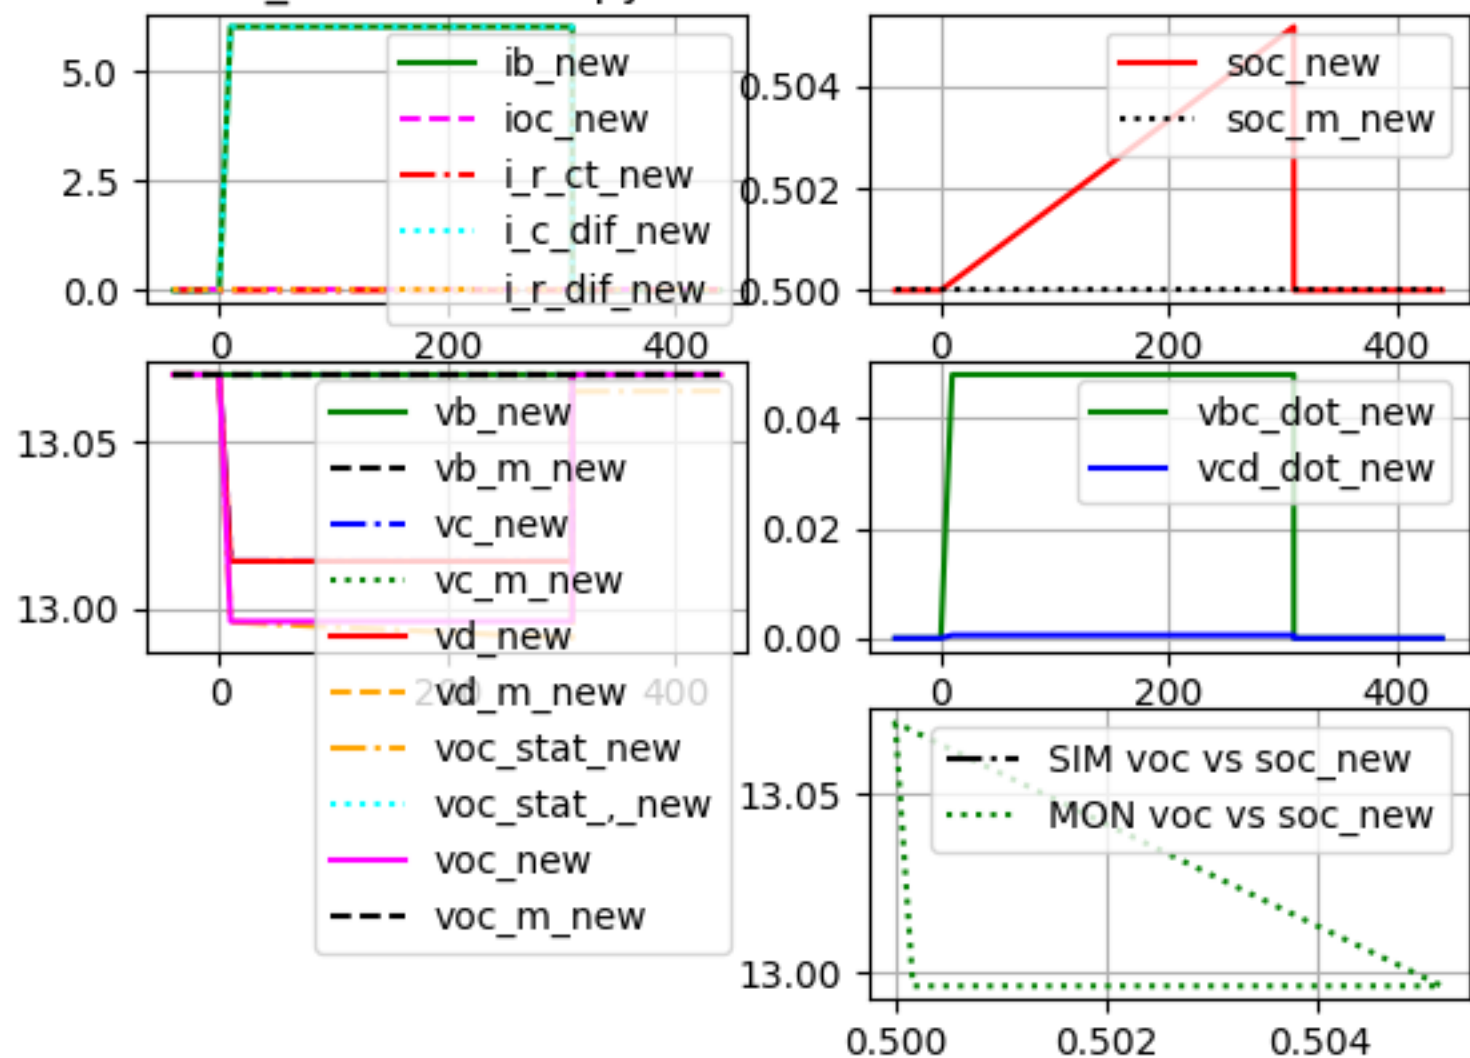 5.0
2.5
0.0
0
200
400
ib_new
ioc_new
i_r_ct_new
i_c_dif_new
i_r_dif_new
0.504
0.502
0.500
0
200
400
soc_new
soc_m_new
13.05
13.00
0
200
400
vb_new
vb_m_new
vc_new
vc_m_new
vd_new
vd_m_new
voc_stat_new
voc_stat_,_new
voc_new
voc_m_new
0.04
0.02
0.00
0
200
400
vbc_dot_new
vcd_dot_new
13.05
13.00
0.500
0.502
0.504
SIM voc vs soc_new
MON voc vs soc_new